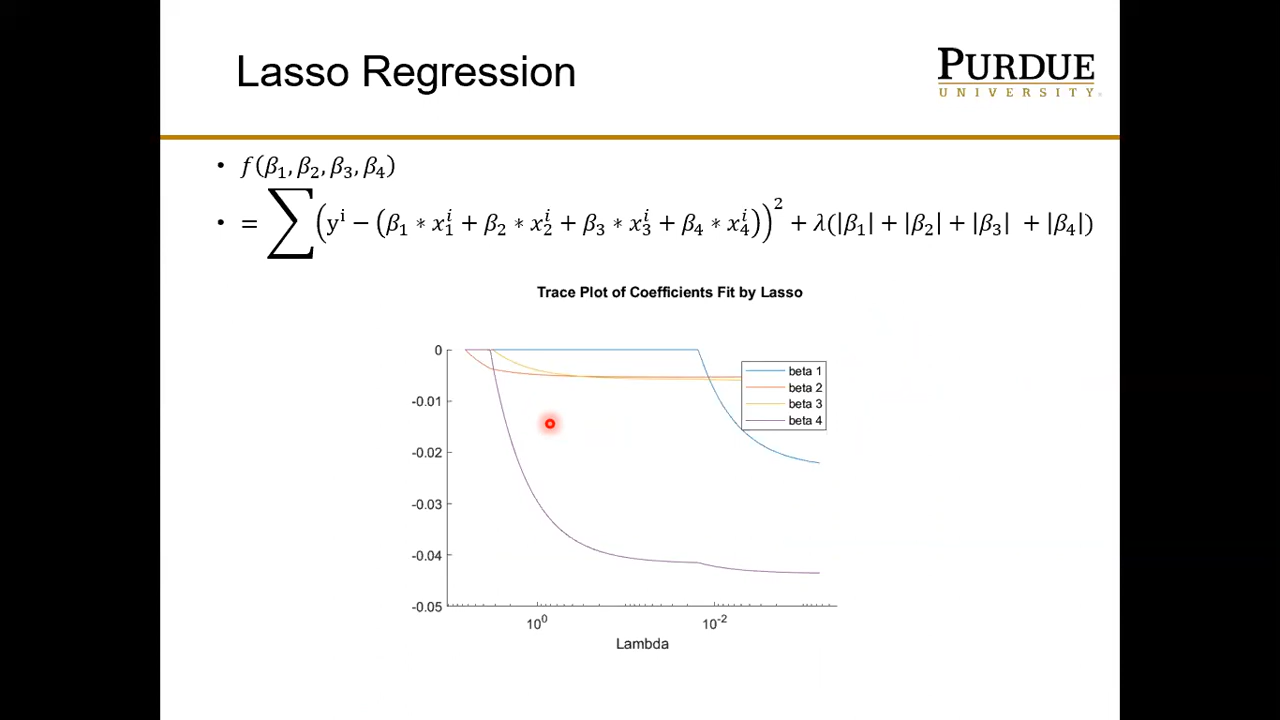 Lasso Regression
PURDUE
UNIVERSITY
• f(β₁, β₂, β₃, β₄)
• = ∑(yⁱ − (β₁ * x₁ⁱ + β₂ * x₂ⁱ + β₃ * x₃ⁱ + β₄ * x₄ⁱ))² + λ(|β₁| + |β₂| + |β₃| + |β₄|)
Trace Plot of Coefficients Fit by Lasso
0
-0.01
-0.02
-0.03
-0.04
-0.05
beta 1
beta 2
beta 3
beta 4
10⁰
10⁻²
Lambda